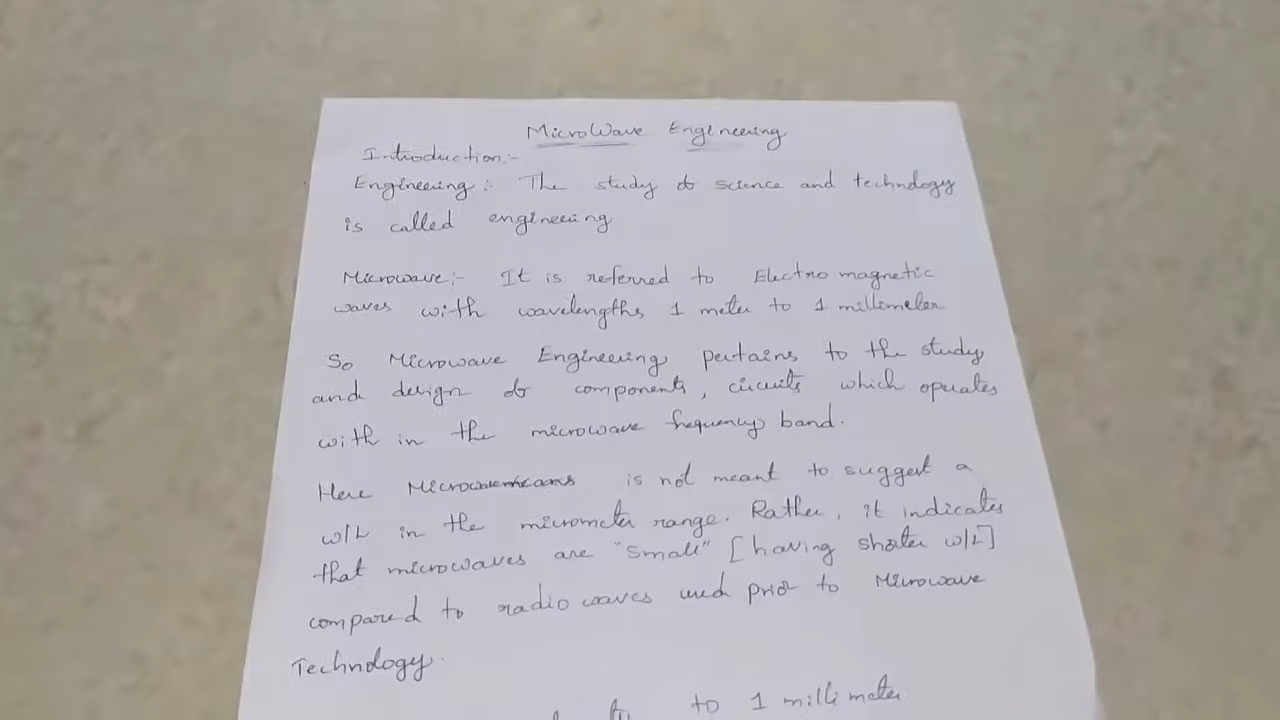 MicroWave Engineering
Introduction:-
Engineering: The study of science and technology
is called engineering
Microwave:- It is referred to Electro magnetic
waves with wavelengths 1 meter to 1 millimeter
So Microwave Engineering pertains to the study
and design of components, circuits which operates
with in the microwave frequency band.
Here is not meant to suggest a
w/L in the micrometer range. Rather, it indicates
that microwaves are "small" [having shorter w/L]
compared to radio waves used prior to Microwave
Technology.
to 1 millimeter